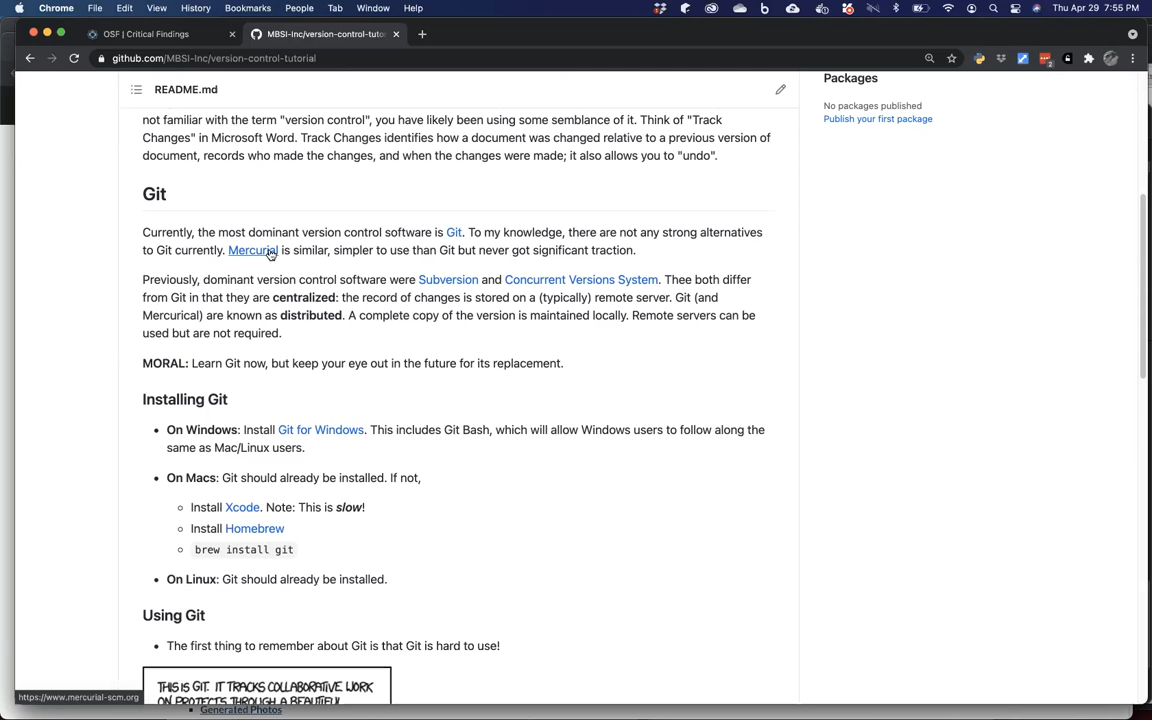 Chrome File Edit View History Bookmarks People Tab Window Help Thu Apr 29 7:55 PM
OSF | Critical Findings MBSI-Inc/version-control-tuto
github.com/MBSI-Inc/version-control-tutorial
README.md
Packages
No packages published
Publish your first package
not familiar with the term "version control", you have likely been using some semblance of it. Think of "Track
Changes" in Microsoft Word. Track Changes identifies how a document was changed relative to a previous version of
document, records who made the changes, and when the changes were made; it also allows you to "undo".
Git
Currently, the most dominant version control software is Git. To my knowledge, there are not any strong alternatives
to Git currently. Mercurial is similar, simpler to use than Git but never got significant traction.
Previously, dominant version control software were Subversion and Concurrent Versions System. Thee both differ
from Git in that they are centralized: the record of changes is stored on a (typically) remote server. Git (and
Mercurical) are known as distributed. A complete copy of the version is maintained locally. Remote servers can be
used but are not required.
MORAL: Learn Git now, but keep your eye out in the future for its replacement.
Installing Git
• On Windows: Install Git for Windows. This includes Git Bash, which will allow Windows users to follow along the
same as Mac/Linux users.
• On Macs: Git should already be installed. If not,
○ Install Xcode. Note: This is slow!
○ Install Homebrew
○ brew install git
• On Linux: Git should already be installed.
Using Git
• The first thing to remember about Git is that Git is hard to use!
THIS IS GIT. IT TRACKS COLLABORATIVE WORK
ON PROJECTS THROUGH A BEAUTIFUL
https://www.mercurial-scm.org
Generated Photos